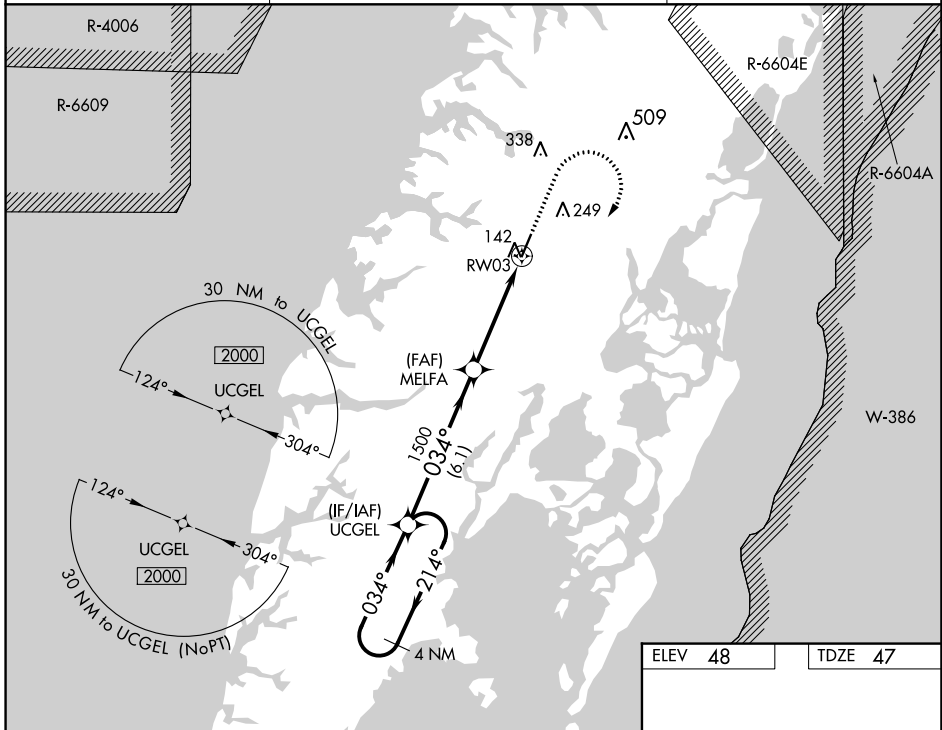 R-4006
R-6609
R-6604E
R-6604A
509
338
249
142
RW03
30 NM to UCGEL
2000
UCGEL
124°
304°
(FAF)
MELFA
1500
034°
(6.1)
W-386
(IF/IAF)
UCGEL
124°
304°
UCGEL
2000
30 NM to UCGEL (NoPT)
034°
214°
4 NM
ELEV 48
TDZE 47